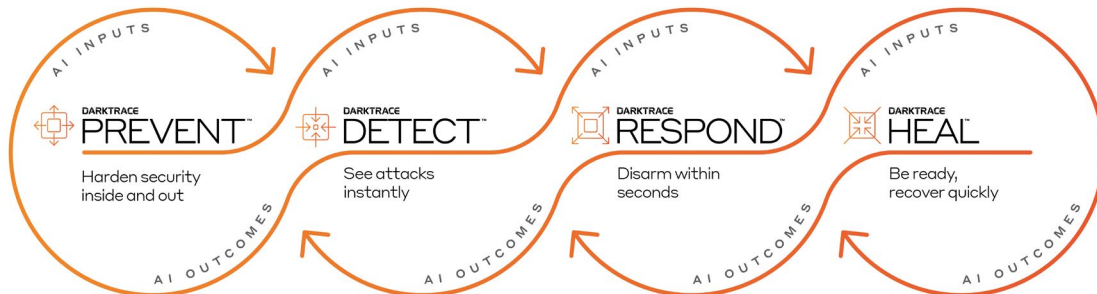 AI INPUTS
DARKTRACE
PREVENT™
Harden security
inside and out
AI OUTCOMES
AI INPUTS
DARKTRACE
DETECT™
See attacks
instantly
AI OUTCOMES
AI INPUTS
DARKTRACE
RESPOND™
Disarm within
seconds
AI OUTCOMES
AI INPUTS
DARKTRACE
HEAL™
Be ready,
recover quickly
AI OUTCOMES